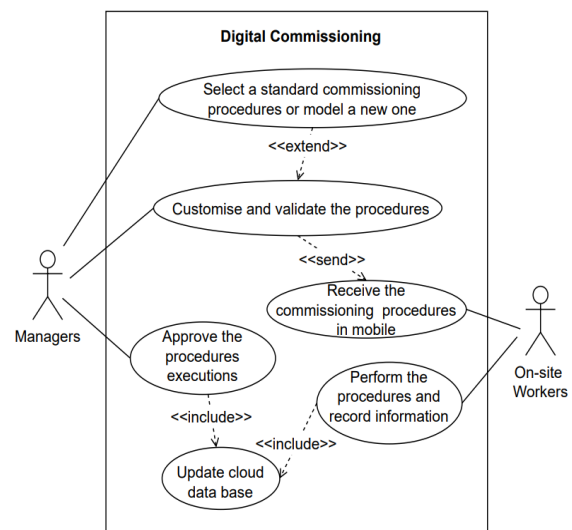 Digital Commissioning
Select a standard commissioning
procedures or model a new one
<<extend>>
Customise and validate the procedures
<<send>>
Receive the
commissioning procedures
in mobile
Managers
Approve the
procedures
executions
On-site
Workers
Perform the
procedures and
record information
<<include>>
<<include>>
Update cloud
data base